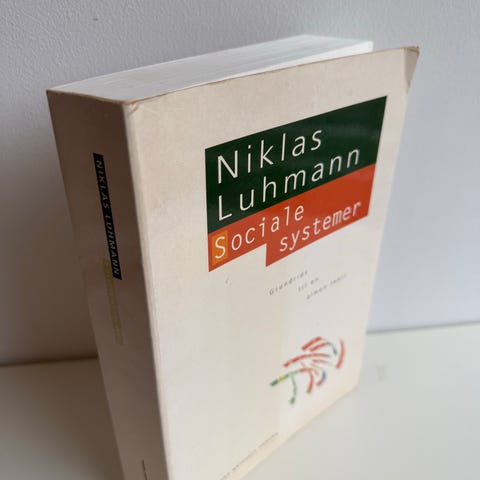 NIKLAS LUHMANN
Niklas
Luhmann
Sociale
systemer
Grundrids
til en
almen teori